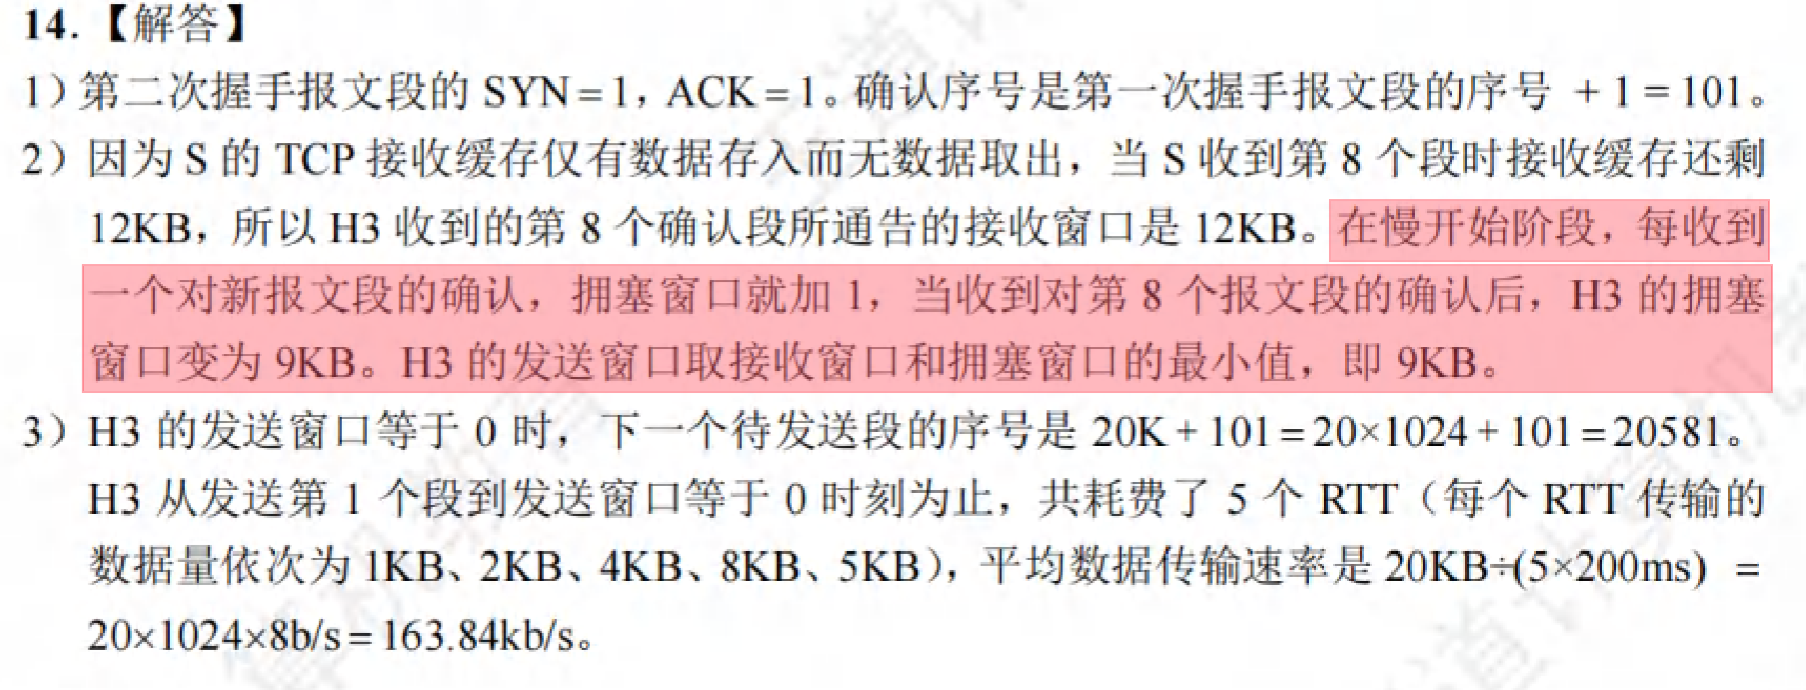 14.【解答】
1）第二次握手报文段的 SYN=1，ACK=1。确认序号是第一次握手报文段的序号 +1=101。
2）因为 S 的 TCP 接收缓存仅有数据存入而无数据取出，当 S 收到第 8 个段时接收缓存还剩
12KB，所以 H3 收到的第 8 个确认段所通告的接收窗口是 12KB。在慢开始阶段，每收到
一个对新报文段的确认，拥塞窗口就加 1，当收到对第 8 个报文段的确认后，H3 的拥塞
窗口变为 9KB。H3 的发送窗口取接收窗口和拥塞窗口的最小值，即 9KB。
3）H3 的发送窗口等于 0 时，下一个待发送段的序号是 20K+101=20×1024+101=20581。
H3 从发送第 1 个段到发送窗口等于 0 时刻为止，共耗费了 5 个 RTT（每个 RTT 传输的
数据量依次为 1KB、2KB、4KB、8KB、5KB），平均数据传输速率是 20KB÷(5×200ms) =
20×1024×8b/s=163.84kb/s。